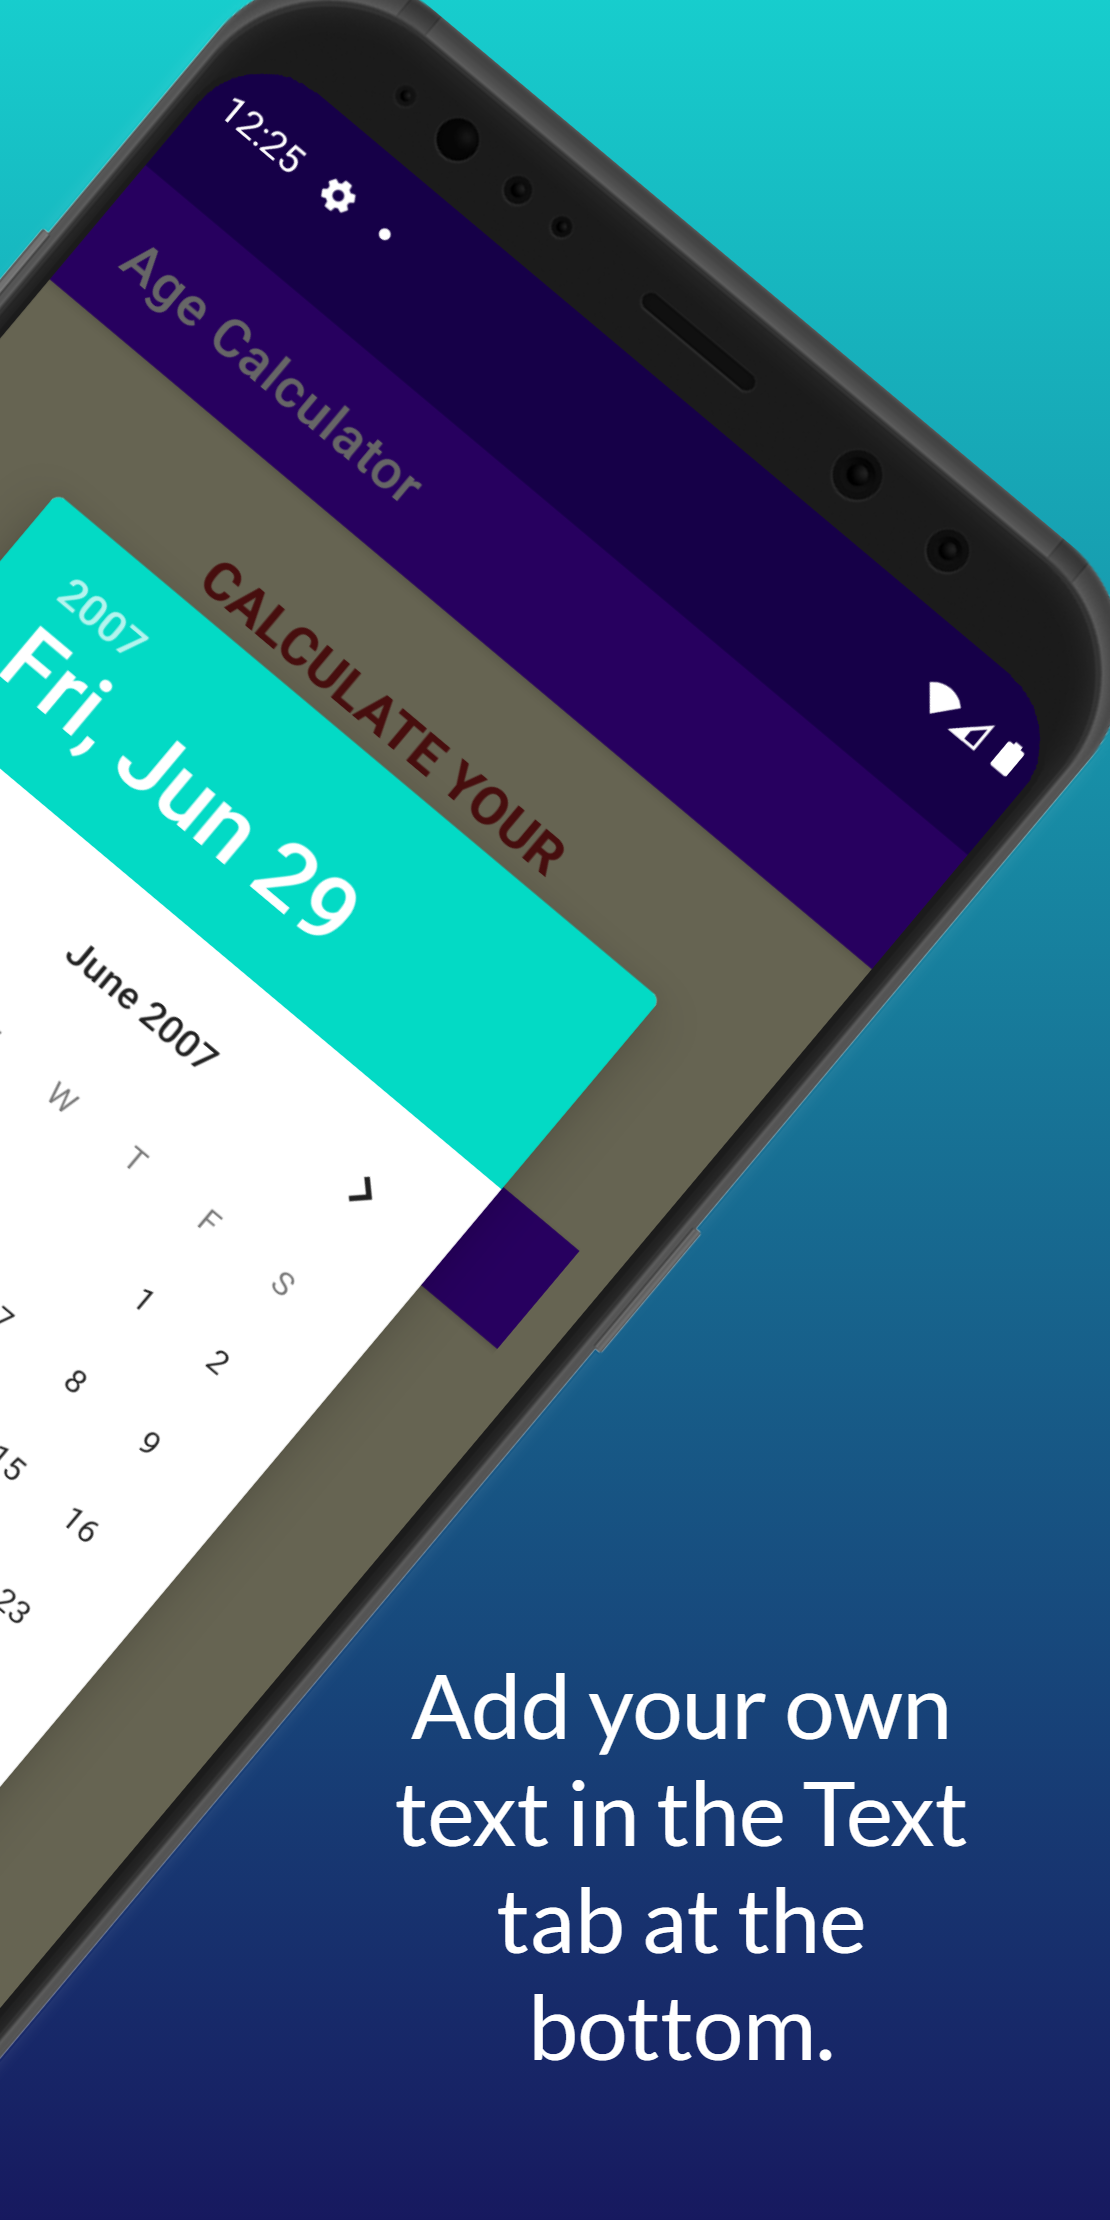 12:25
Age Calculator
CALCULATE YOUR
2007
Fri, Jun 29
June 2007
W T F S
1 2
7 8 9
15 16
23
Add your own
text in the Text
tab at the
bottom.